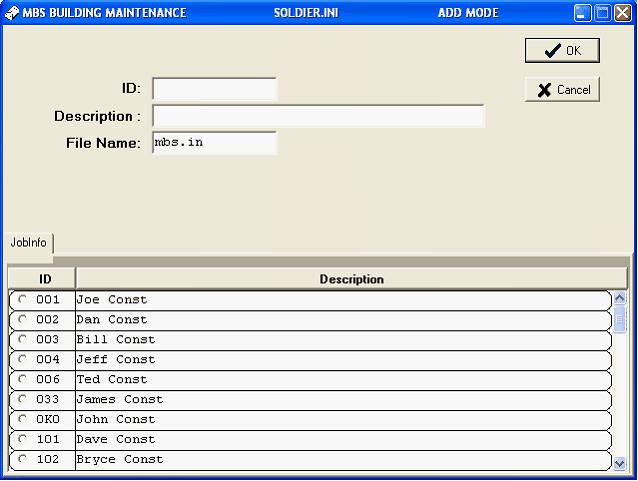 MBS BUILDING MAINTENANCE SOLDIER.INI ADD MODE
OK
Cancel
ID:
Description :
File Name: mbs.in
JobInfo
ID Description
001 Joe Const
002 Dan Const
003 Bill Const
004 Jeff Const
006 Ted Const
033 James Const
0K0 John Const
101 Dave Const
102 Bryce Const